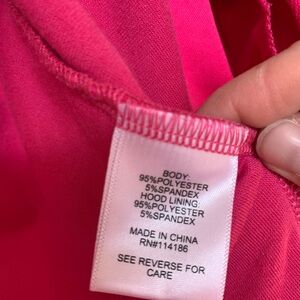 BODY:
95%POLYESTER
5%SPANDEX
HOOD LINING:
95%POLYESTER
5%SPANDEX
MADE IN CHINA
RN#114186
SEE REVERSE FOR
CARE